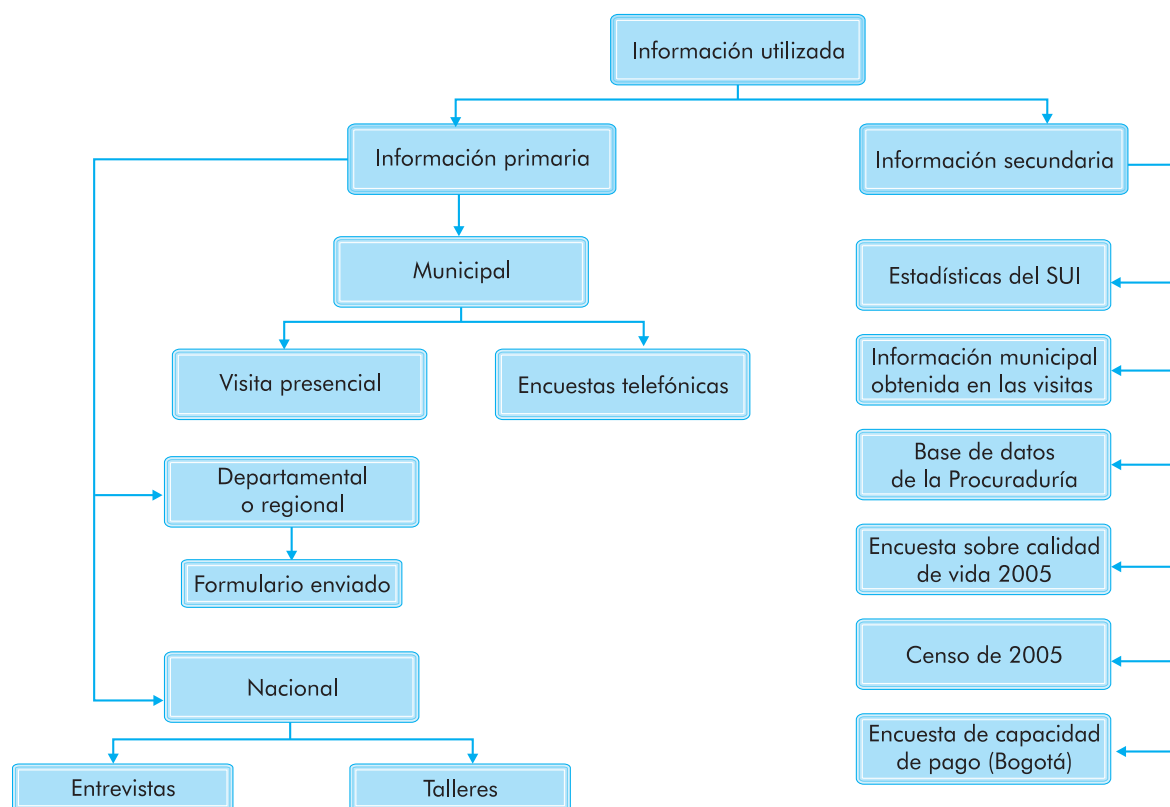 Información utilizada
Información primaria
Información secundaria
Municipal
Estadísticas del SUI
Visita presencial
Encuestas telefónicas
Información municipal
obtenida en las visitas
Departamental
o regional
Base de datos
de la Procuraduría
Formulario enviado
Encuesta sobre calidad
de vida 2005
Nacional
Censo de 2005
Entrevistas
Talleres
Encuesta de capacidad
de pago (Bogotá)